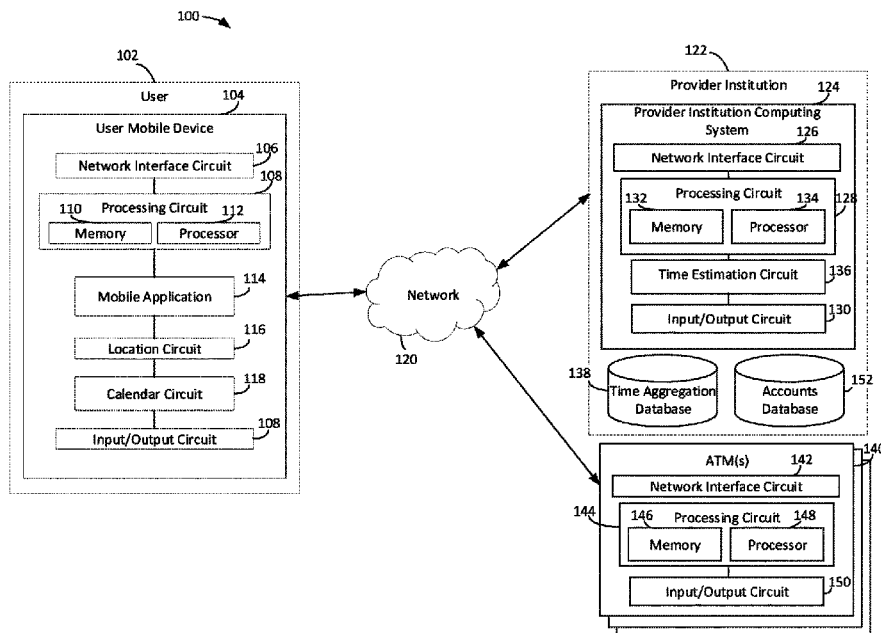 100
102
User
104
User Mobile Device
106
Network Interface Circuit
108
Processing Circuit
110
112
Memory
Processor
Mobile Application
114
Location Circuit
116
Calendar Circuit
118
Input/Output Circuit
108
Network
120
122
Provider Institution
124
Provider Institution Computing
System
126
Network Interface Circuit
Processing Circuit
132
134
128
Memory
Processor
Time Estimation Circuit
136
Input/Output Circuit
130
138
Time Aggregation
Database
Accounts
Database
152
140
ATM(s)
142
Network Interface Circuit
144
Processing Circuit
146
148
Memory
Processor
Input/Output Circuit
150